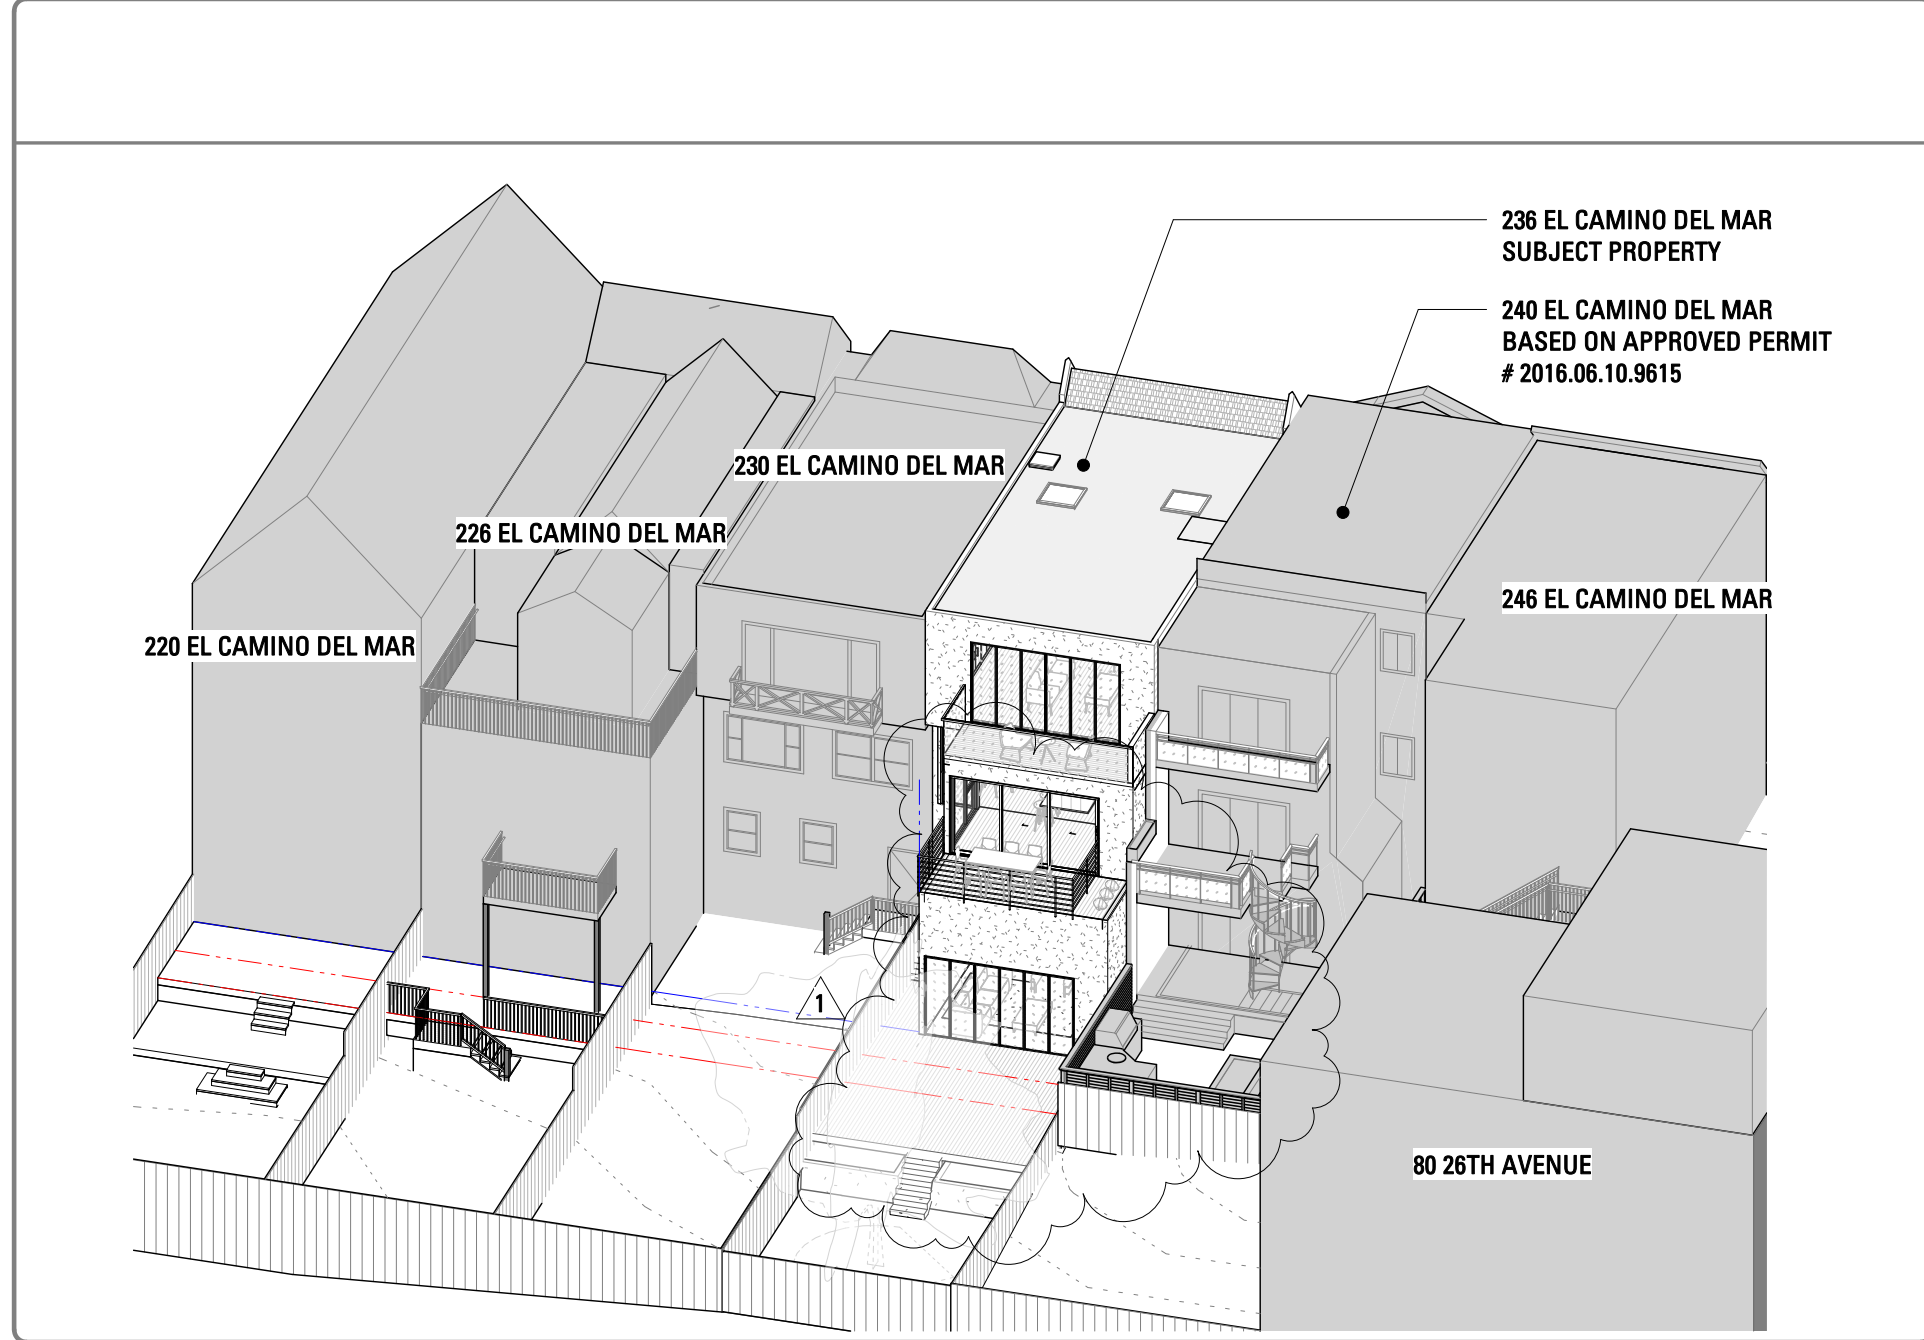 236 EL CAMINO DEL MAR
SUBJECT PROPERTY
240 EL CAMINO DEL MAR
BASED ON APPROVED PERMIT
# 2016.06.10.9615
230 EL CAMINO DEL MAR
226 EL CAMINO DEL MAR
246 EL CAMINO DEL MAR
220 EL CAMINO DEL MAR
1
80 26TH AVENUE